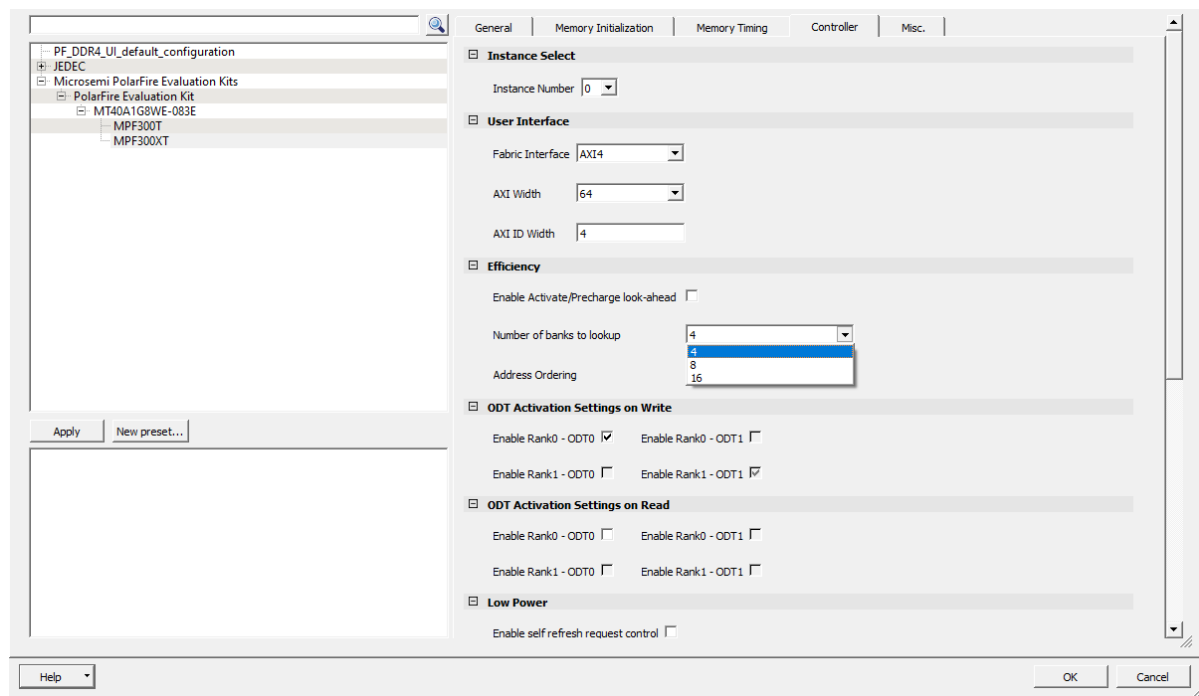 General Memory Initialization Memory Timing Controller Misc.
PF_DDR4_UI_default_configuration
JEDEC
Microsemi PolarFire Evaluation Kits
PolarFire Evaluation Kit
MT40A1G8WE-083E
MPF300T
MPF300XT
Apply New preset...
Instance Select
Instance Number 0
User Interface
Fabric Interface AXI4
AXI Width 64
AXI ID Width 4
Efficiency
Enable Activate/Precharge look-ahead
Number of banks to lookup 4
4
8
16
Address Ordering
ODT Activation Settings on Write
Enable Rank0 - ODT0 Enable Rank0 - ODT1
Enable Rank1 - ODT0 Enable Rank1 - ODT1
ODT Activation Settings on Read
Enable Rank0 - ODT0 Enable Rank0 - ODT1
Enable Rank1 - ODT0 Enable Rank1 - ODT1
Low Power
Enable self refresh request control
Help OK Cancel